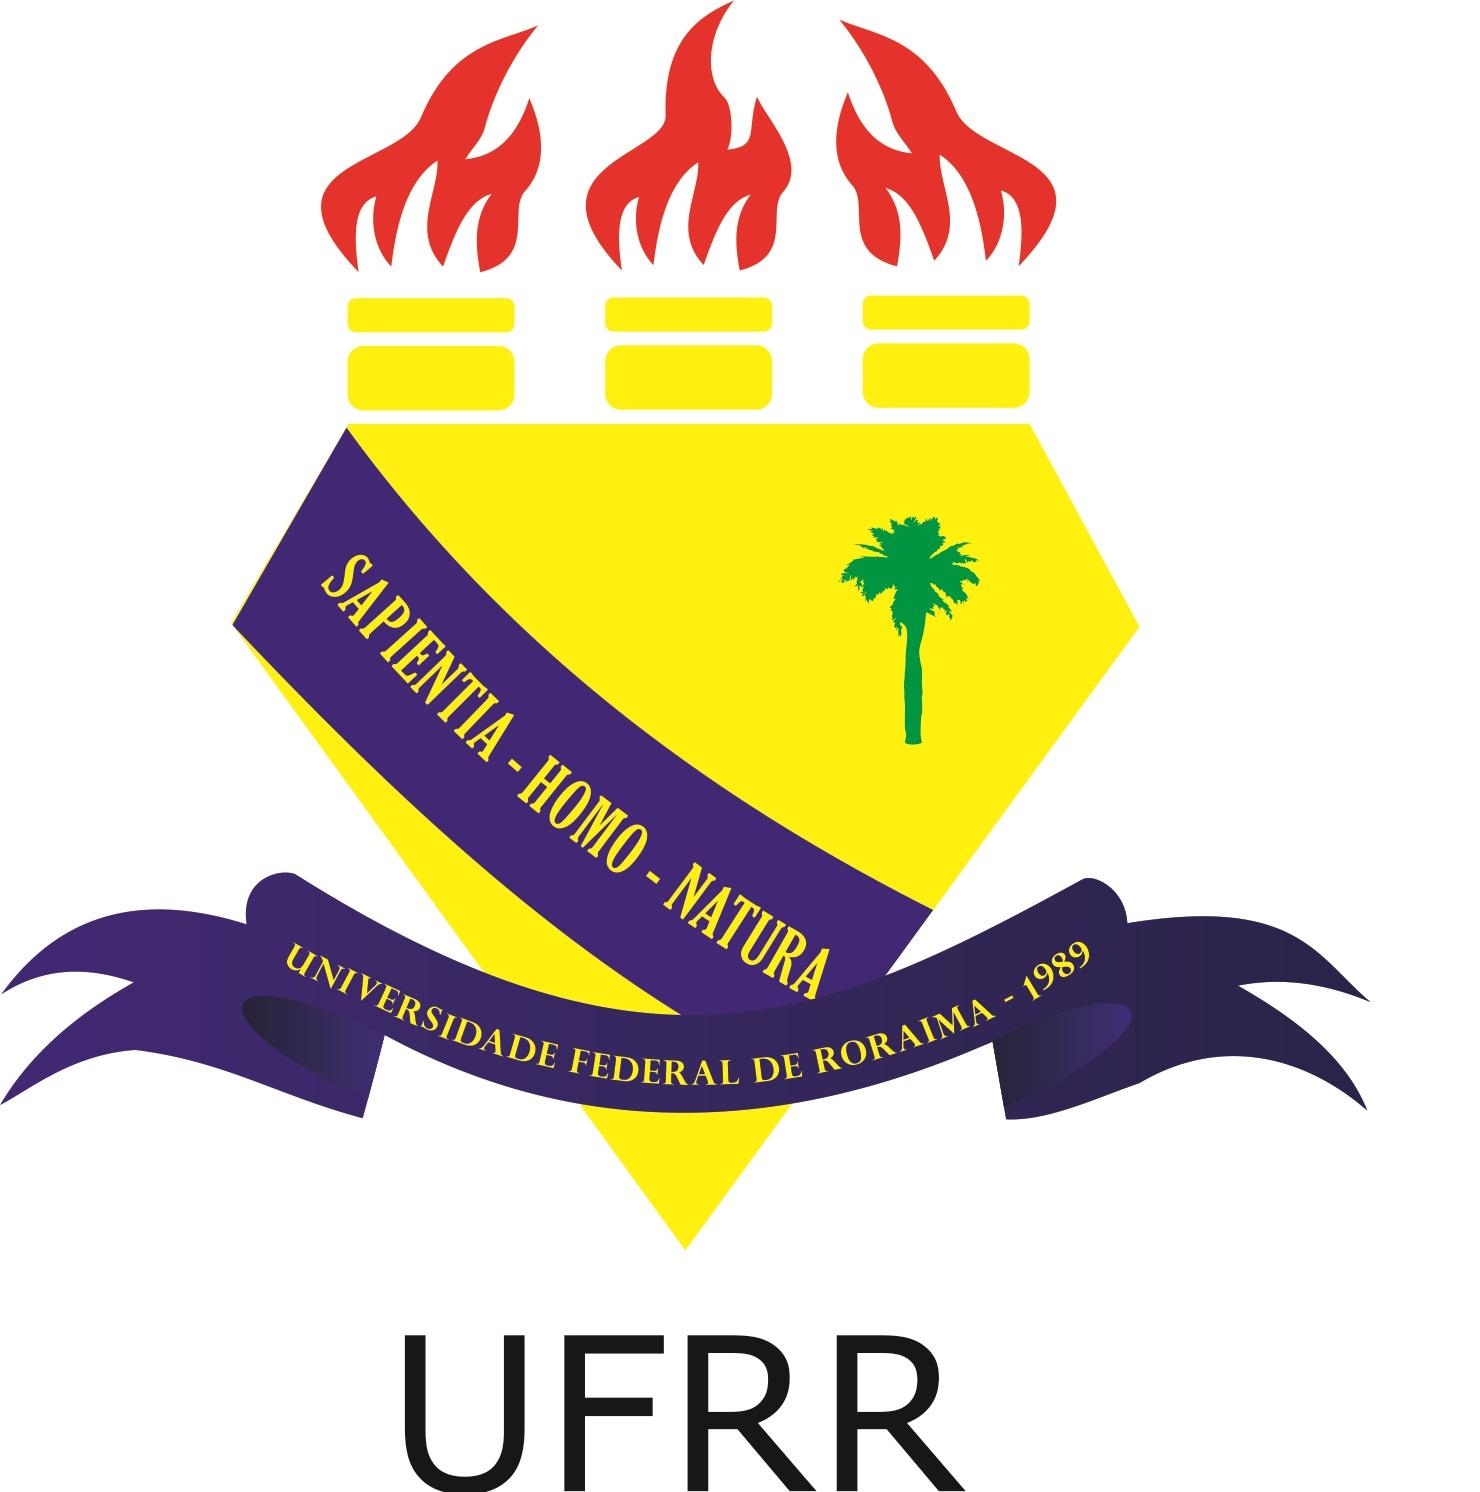 SAPIENTIA - HOMO - NATURA
UNIVERSIDADE FEDERAL DE RORAIMA - 1989
UFRR